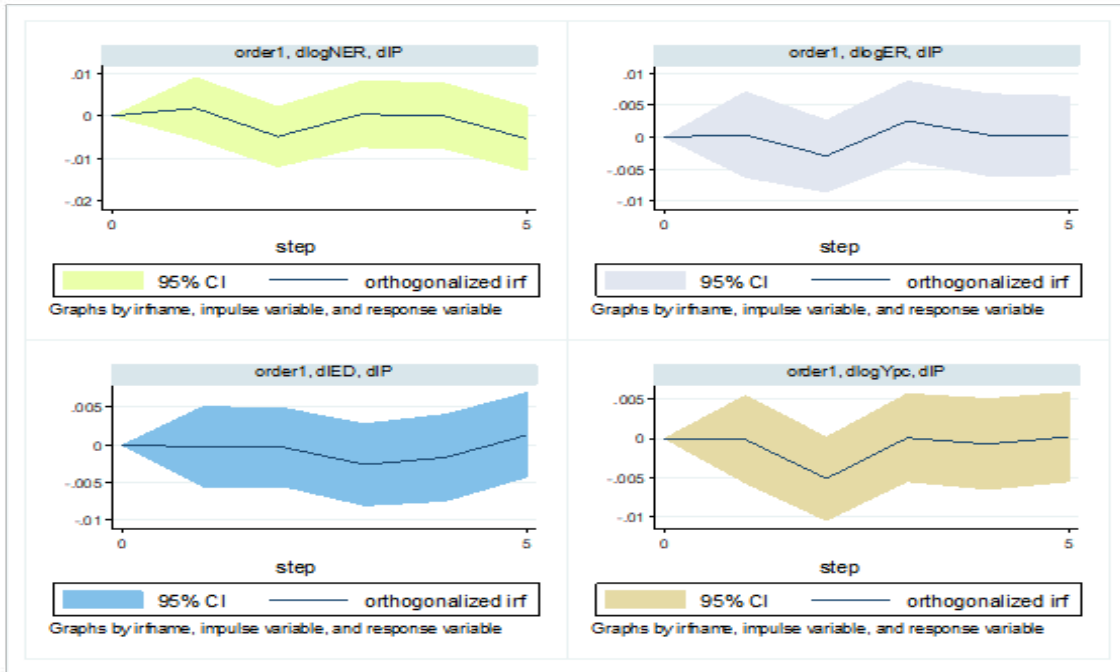 order1, dlogNER, dIP
.01
0
-.01
-.02
0
5
step
95% CI
orthogonalized irf
Graphs by irfname, impulse variable, and response variable
order1, dlogER, dIP
.01
.005
0
-.005
-.01
0
5
step
95% CI
orthogonalized irf
Graphs by irfname, impulse variable, and response variable
order1, dIED, dIP
.005
0
-.005
-.01
0
5
step
95% CI
orthogonalized irf
Graphs by irfname, impulse variable, and response variable
order1, dlogYpc, dIP
.005
0
-.005
-.01
0
5
step
95% CI
orthogonalized irf
Graphs by irfname, impulse variable, and response variable